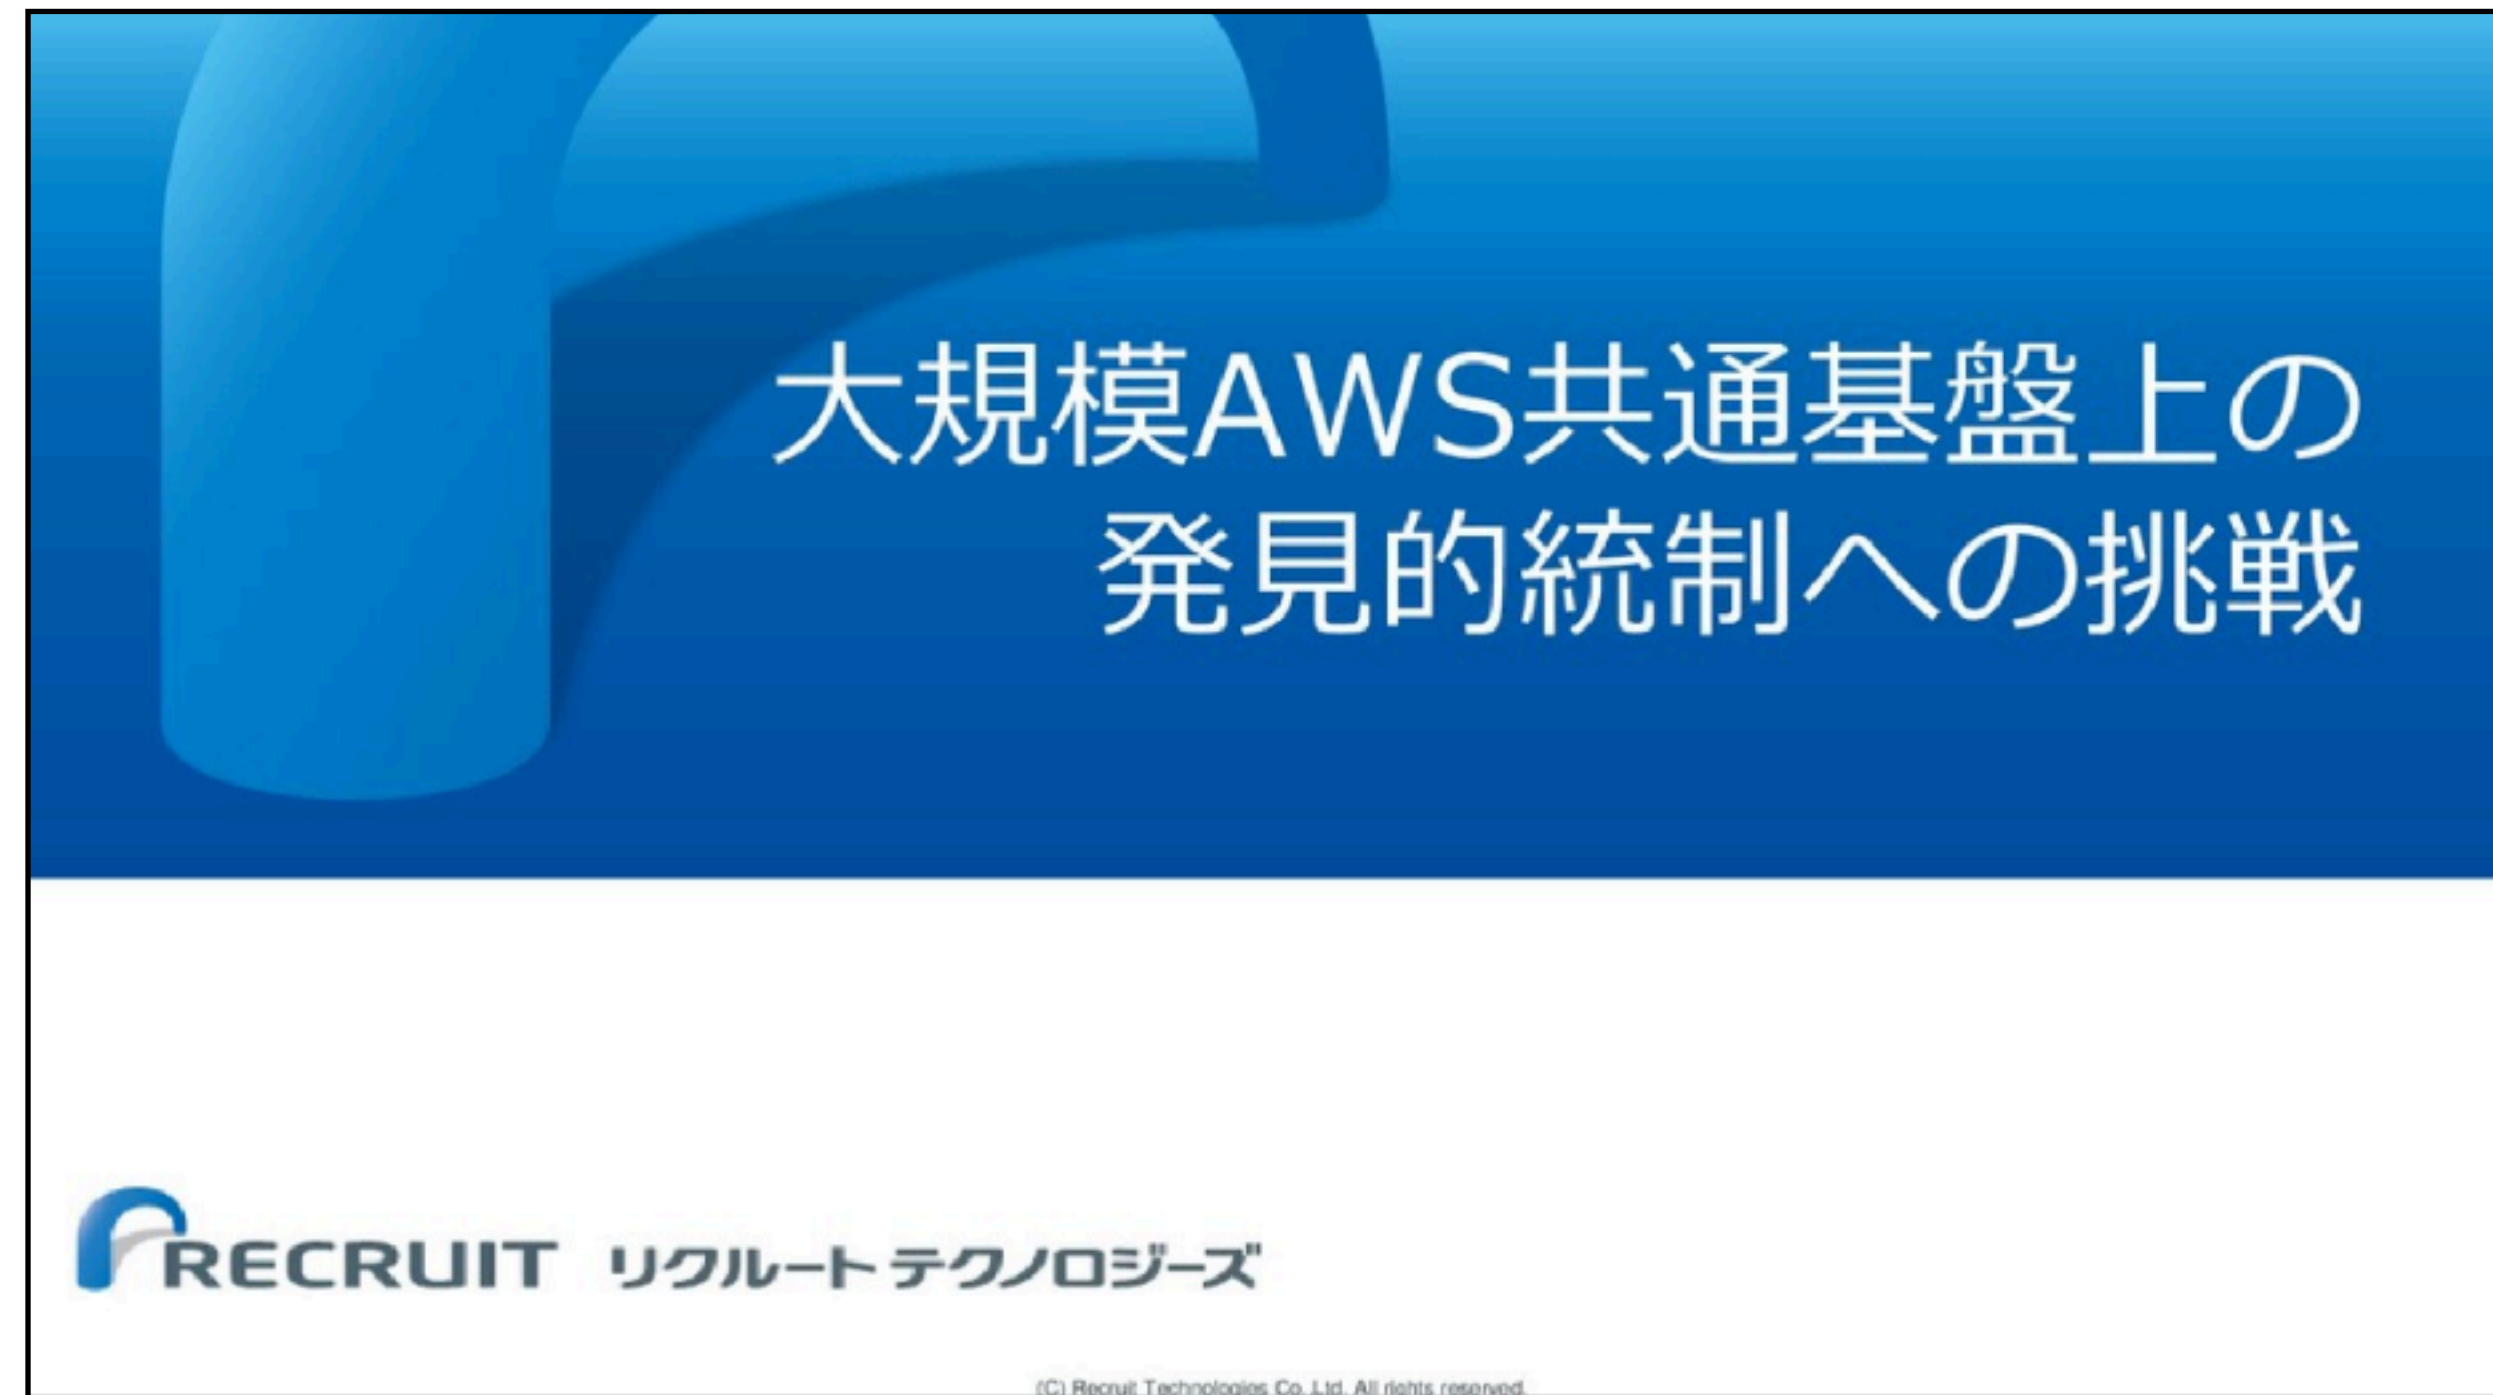 大規模AWS共通基盤上の
発見的統制への挑戦
RECRUIT リクルート テクノロジーズ
(C) Recruit Technologies Co.,Ltd. All rights reserved.